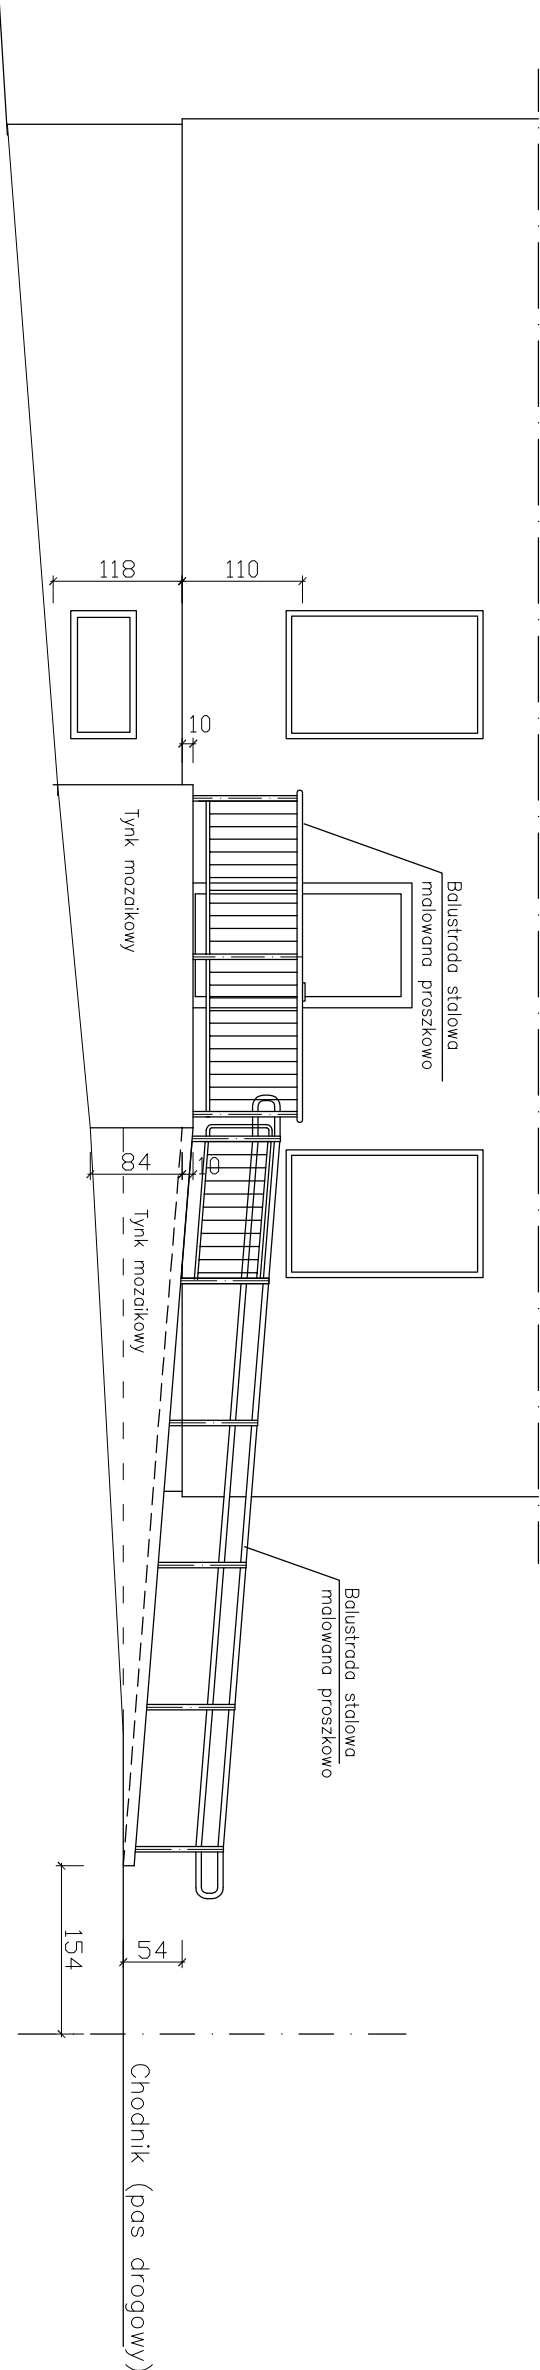 118
110
10
Tynk mozaikowy
Balustrada stalowa
malowana proszkowo
84
10
Tynk mozaikowy
Balustrada stalowa
malowana proszkowo
154
54
Chodnik (pas drogowy)